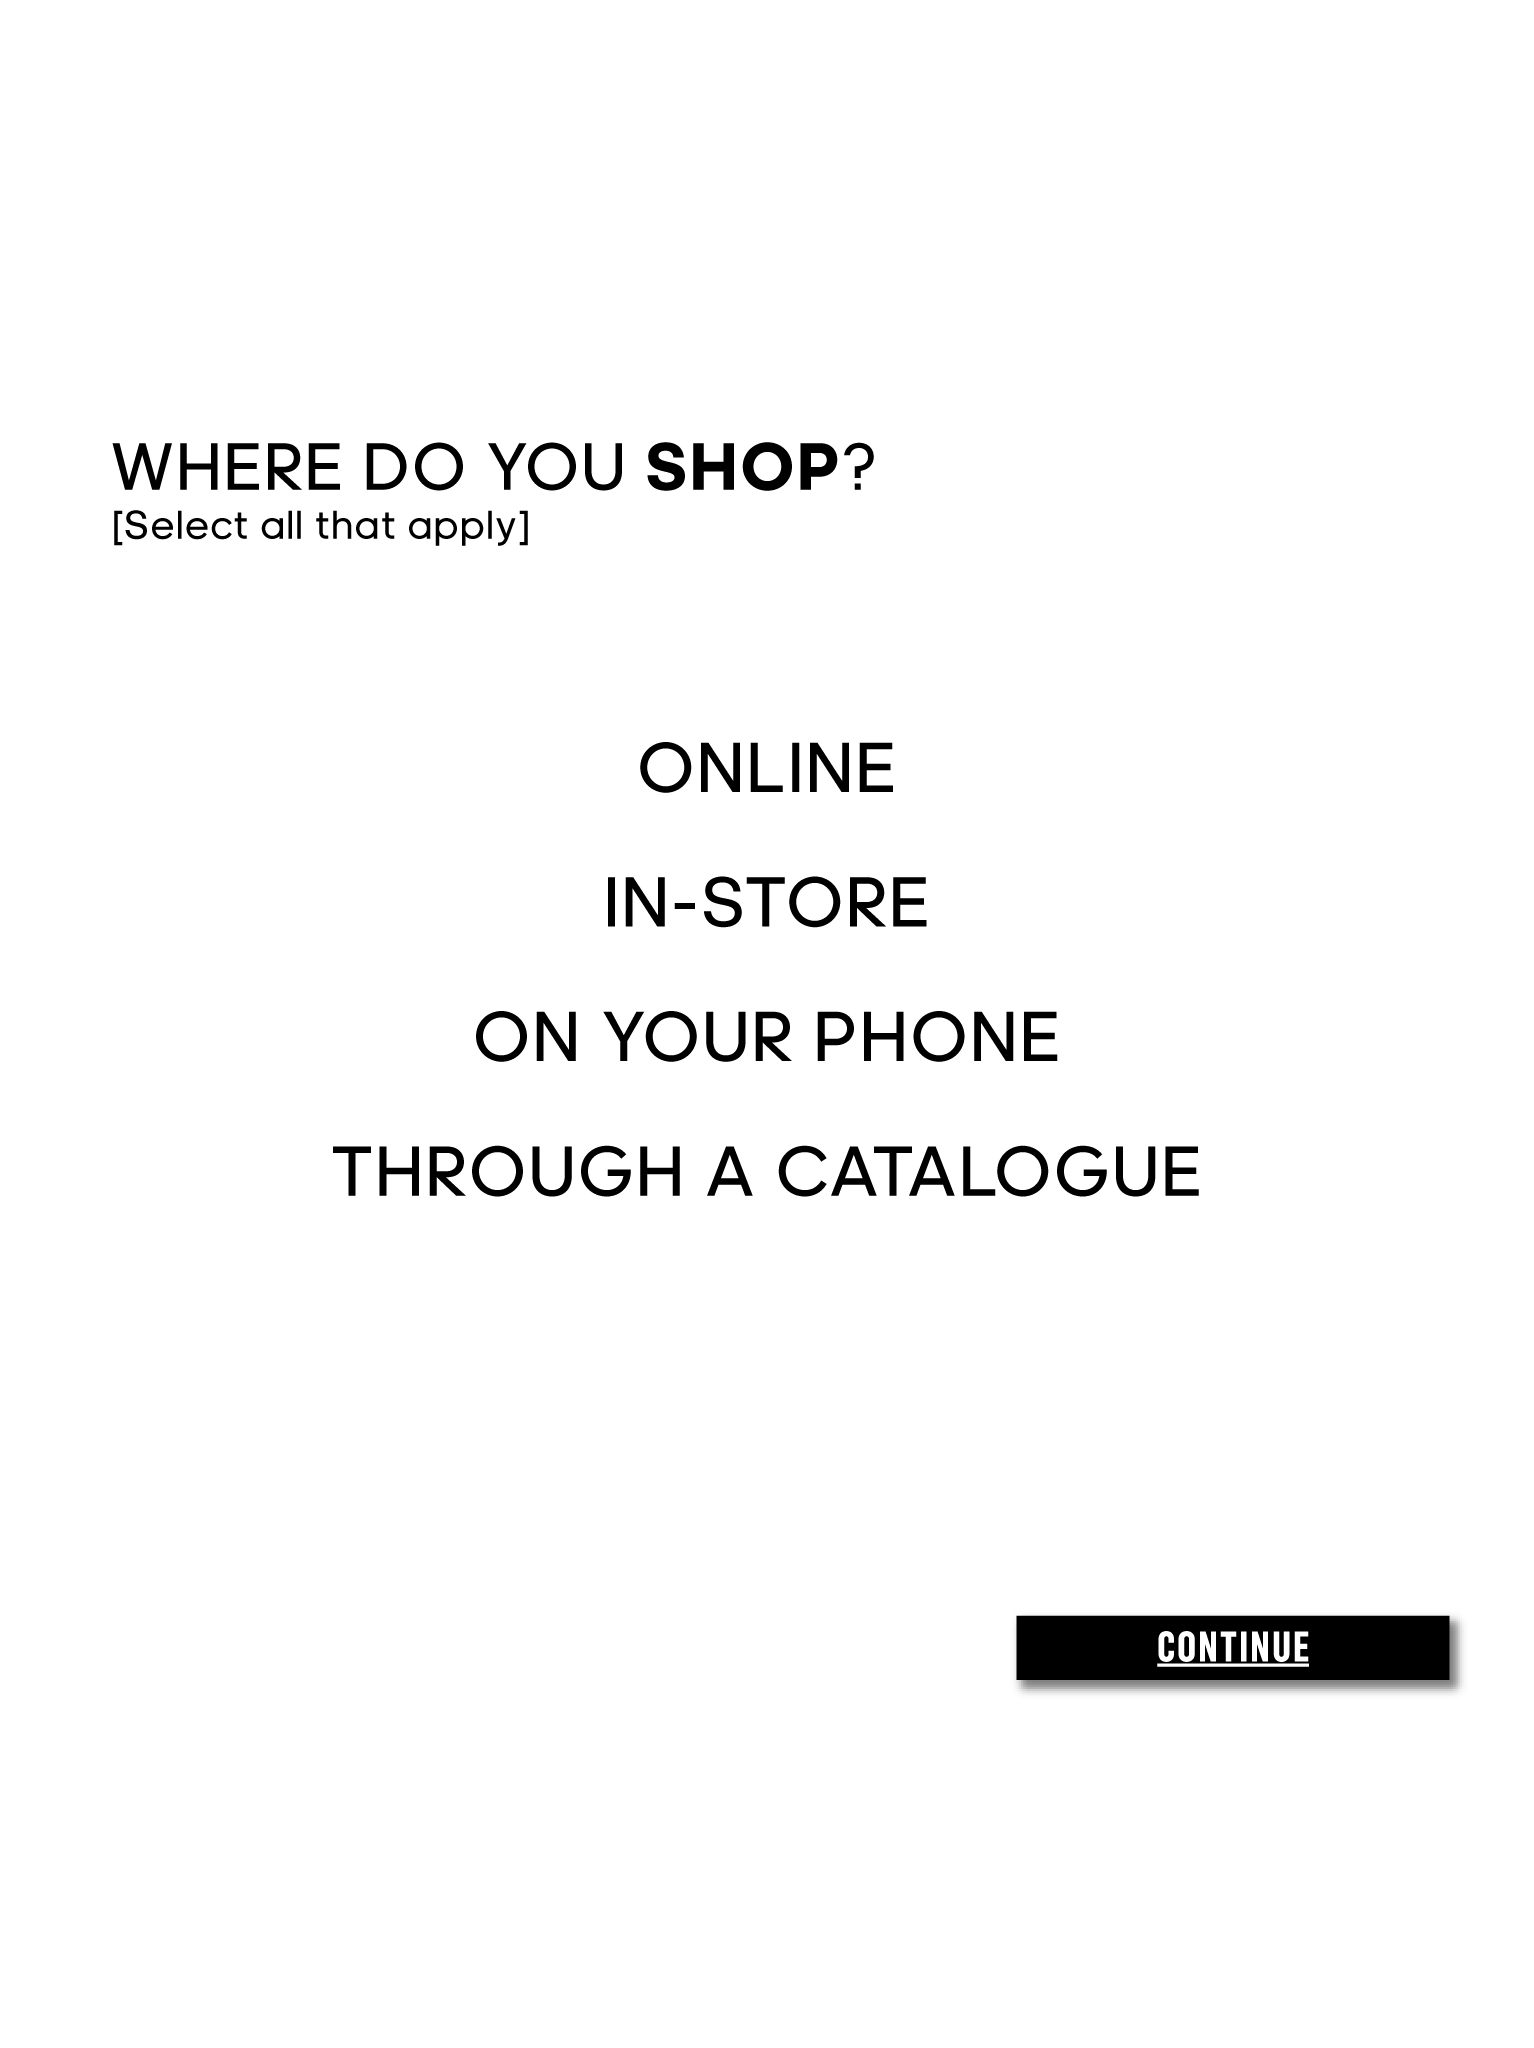 WHERE DO YOU SHOP?
[Select all that apply]
ONLINE
IN-STORE
ON YOUR PHONE
THROUGH A CATALOGUE
CONTINUE